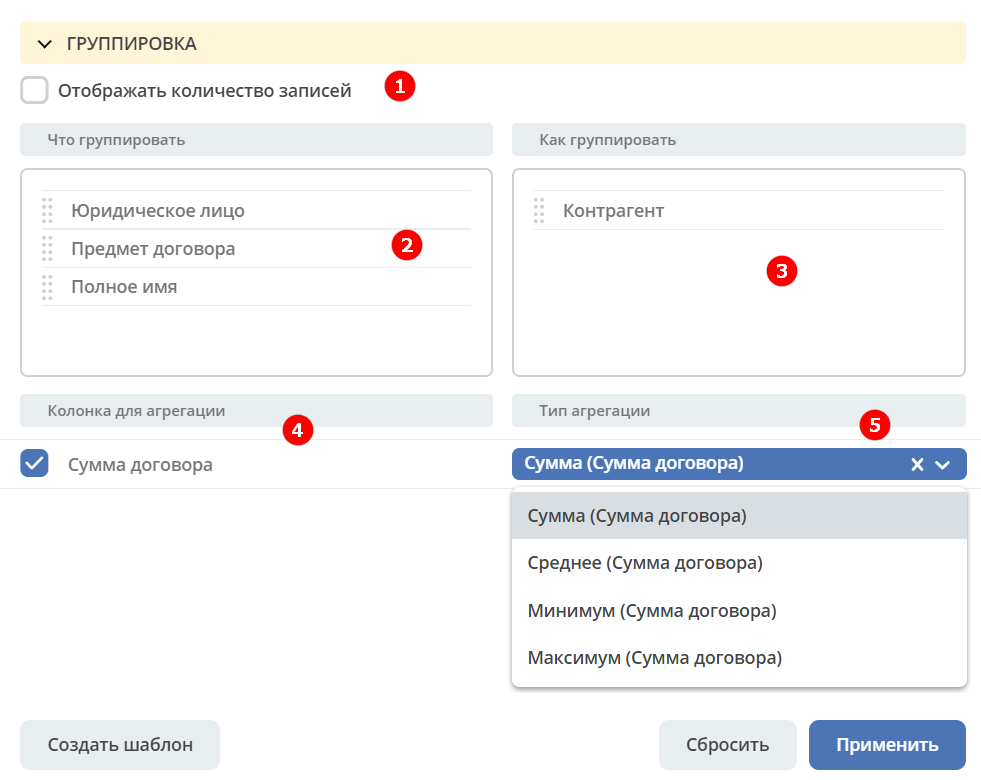 ГРУППИРОВКА
Отображать количество записей 1
Что группировать
Как группировать
Юридическое лицо
Предмет договора 2
Полное имя
Контрагент
3
Колонка для агрегации
4
Тип агрегации
5
Сумма договора
Сумма (Сумма договора)
Сумма (Сумма договора)
Среднее (Сумма договора)
Минимум (Сумма договора)
Максимум (Сумма договора)
Создать шаблон
Сбросить
Применить